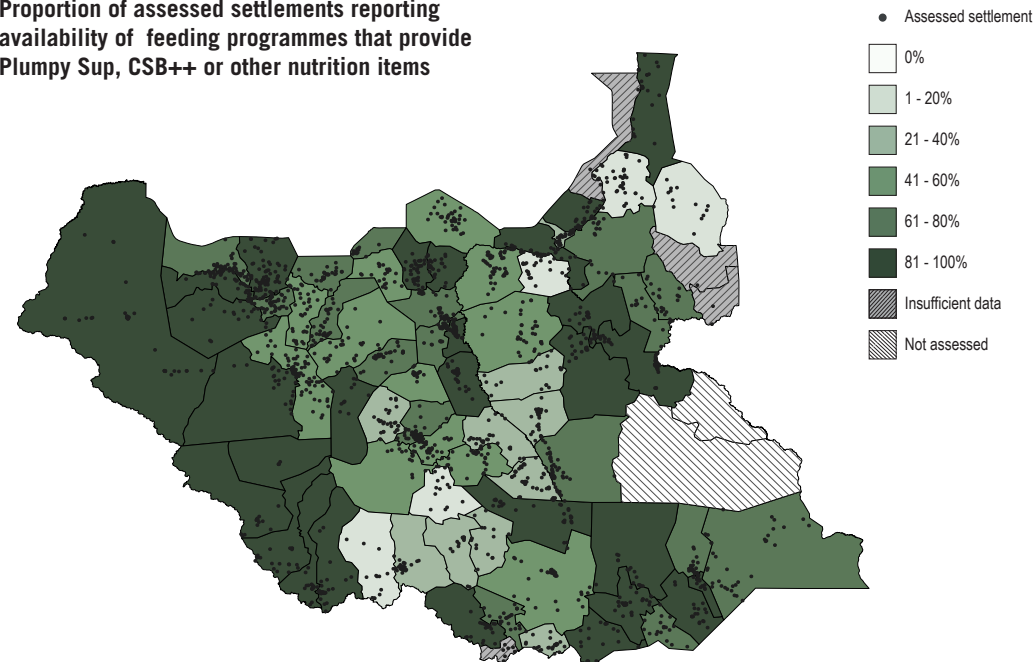 Proportion of assessed settlements reporting
availability of feeding programmes that provide
Plumpy Sup, CSB++ or other nutrition items
Assessed settlement
0%
1 - 20%
21 - 40%
41 - 60%
61 - 80%
81 - 100%
Insufficient data
Not assessed